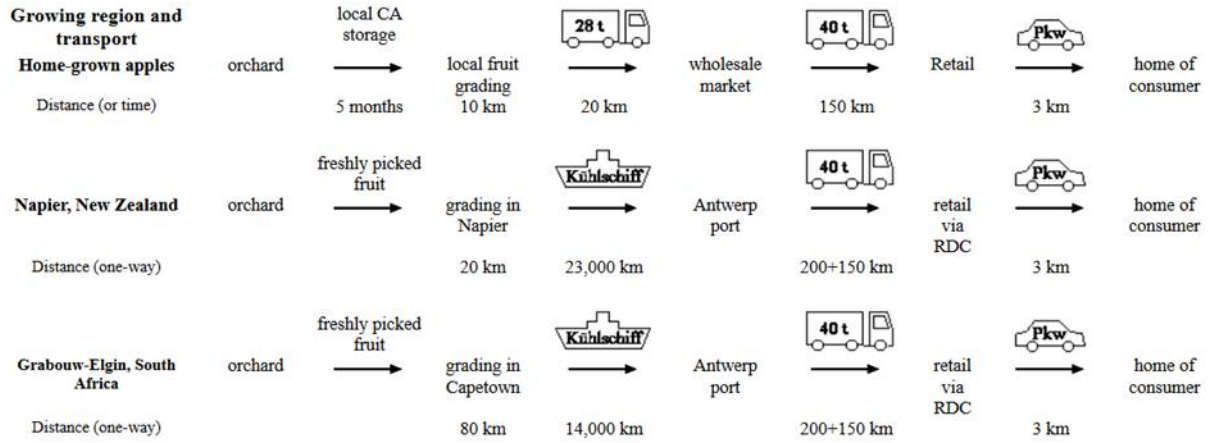 Growing region and
transport
local CA
storage
28 t
40 t
Pkw
Home-grown apples
orchard
local fruit
grading
wholesale
market
Retail
home of
consumer
Distance (or time)
5 months
10 km
20 km
150 km
3 km
freshly picked
fruit
Kühlschiff
40 t
Pkw
Napier, New Zealand
orchard
grading in
Napier
Antwerp
port
retail
via
RDC
home of
consumer
Distance (one-way)
20 km
23,000 km
200+150 km
3 km
freshly picked
fruit
Kühlschiff
40 t
Pkw
Grabouw-Elgin, South
Africa
orchard
grading in
Capetown
Antwerp
port
retail
via
RDC
home of
consumer
Distance (one-way)
80 km
14,000 km
200+150 km
3 km